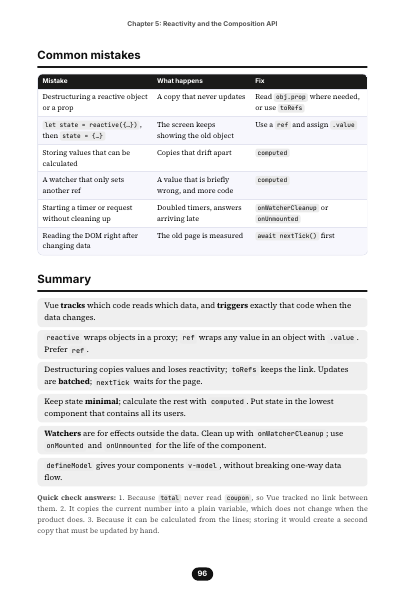 Chapter 5: Reactivity and the Composition API
Common mistakes
Mistake What happens Fix
Destructuring a reactive object A copy that never updates Read obj.prop where needed,
or a prop or use toRefs
let state = reactive({…}), The screen keeps Use a ref and assign .value
then state = {…} showing the old object
Storing values that can be Copies that drift apart computed
calculated
A watcher that only sets A value that is briefly computed
another ref wrong, and more code
Starting a timer or request Doubled timers, answers onWatcherCleanup or
without cleaning up arriving late onUnmounted
Reading the DOM right after The old page is measured await nextTick() first
changing data
Summary
Vue tracks which code reads which data, and triggers exactly that code when the
data changes.
reactive wraps objects in a proxy; ref wraps any value in an object with .value.
Prefer ref.
Destructuring copies values and loses reactivity; toRefs keeps the link. Updates
are batched; nextTick waits for the page.
Keep state minimal; calculate the rest with computed. Put state in the lowest
component that contains all its users.
Watchers are for effects outside the data. Clean up with onWatcherCleanup; use
onMounted and onUnmounted for the life of the component.
defineModel gives your components v-model, without breaking one-way data
flow.
Quick check answers: 1. Because total never read coupon, so Vue tracked no link between
them. 2. It copies the current number into a plain variable, which does not change when the
product does. 3. Because it can be calculated from the lines; storing it would create a second
copy that must be updated by hand.
96